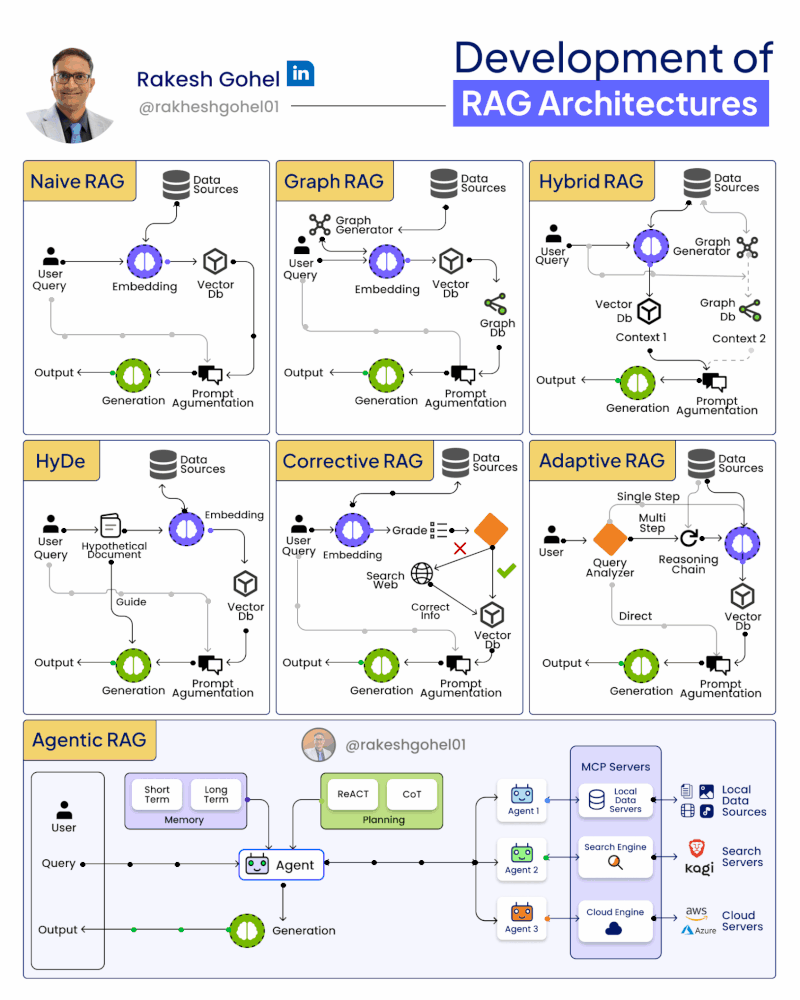 Development of
RAG Architectures
Rakesh Gohel in
@rakheshgohel01
Naive RAG
Data
Sources
User
Query
Embedding
Vector
Db
Output
Generation
Prompt
Agumentation
Graph RAG
Data
Sources
Graph
Generator
User
Query
Embedding
Vector
Db
Graph
Db
Output
Generation
Prompt
Agumentation
Hybrid RAG
Data
Sources
User
Query
Graph
Generator
Vector
Db
Graph
Db
Context 1
Context 2
Output
Generation
Prompt
Agumentation
HyDe
Data
Sources
Embedding
User
Query
Hypothetical
Document
Vector
Db
Guide
Output
Generation
Prompt
Agumentation
Corrective RAG
Data
Sources
User
Query
Embedding
Grade
Search
Web
Correct
Info
Vector
Db
Output
Generation
Prompt
Agumentation
Adaptive RAG
Data
Sources
Single Step
Multi
Step
User
Query
Analyzer
Reasoning
Chain
Vector
Db
Direct
Output
Generation
Prompt
Agumentation
Agentic RAG
@rakeshgohel01
User
Query
Output
Short
Term
Long
Term
Memory
ReACT
CoT
Planning
Agent
Generation
Agent 1
Agent 2
Agent 3
MCP Servers
Local
Data
Servers
Search Engine
Cloud Engine
Local
Data
Sources
kagi
Search
Servers
aws
Azure
Cloud
Servers